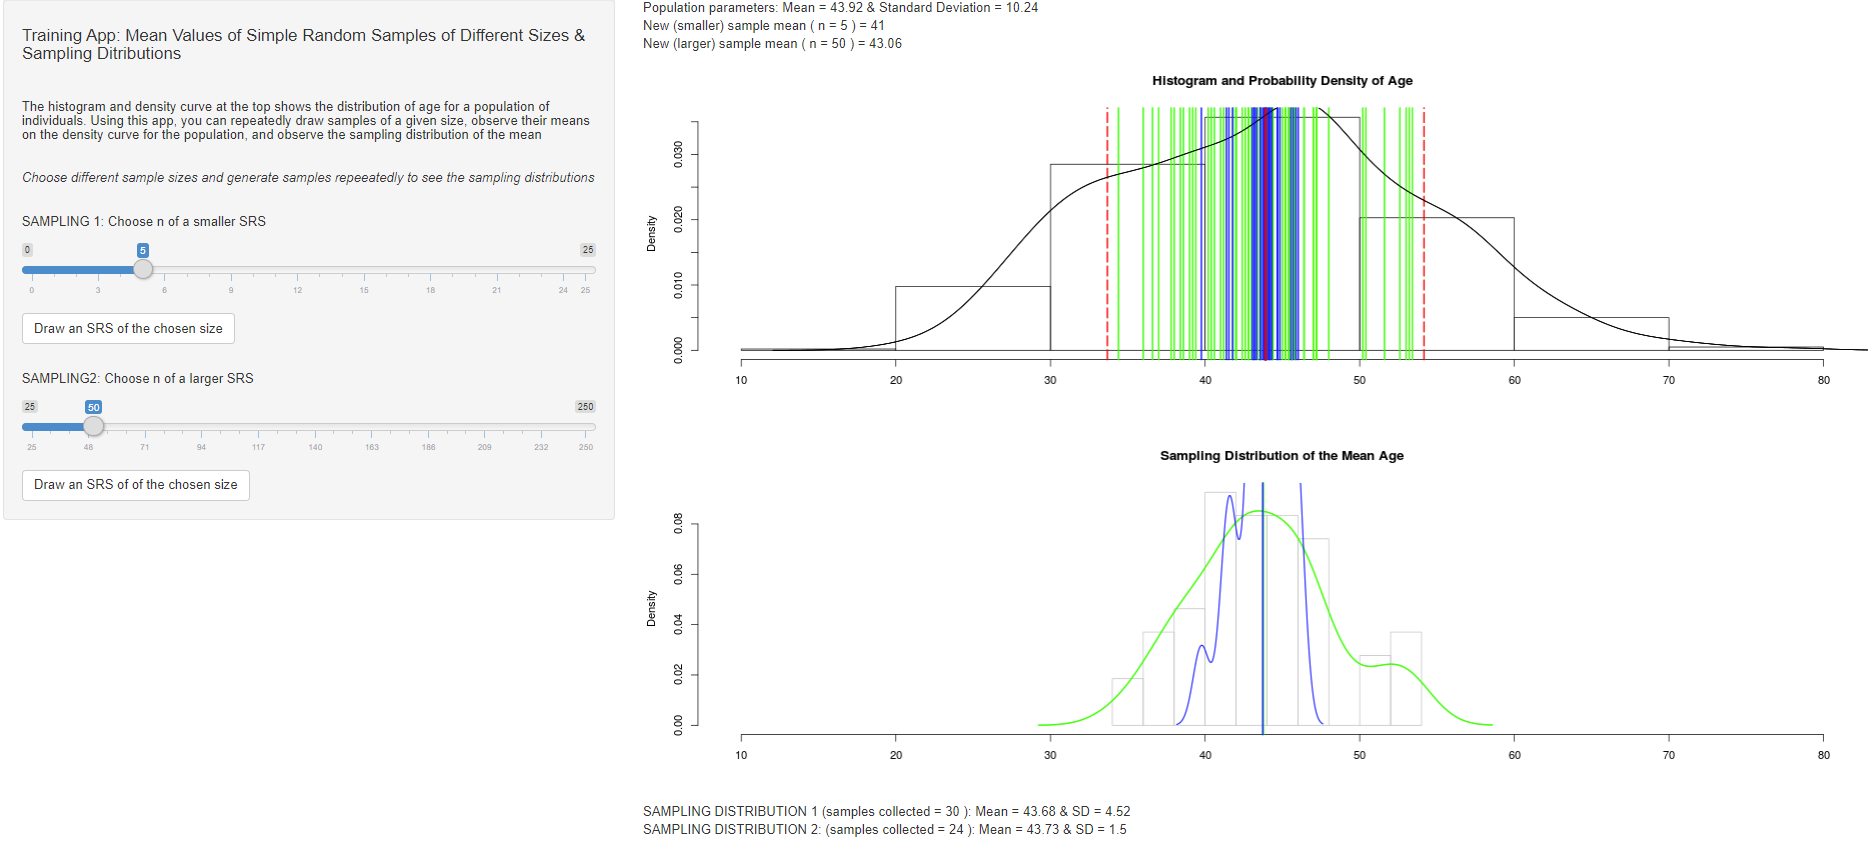 Training App: Mean Values of Simple Random Samples of Different Sizes &
Sampling Ditributions
The histogram and density curve at the top shows the distribution of age for a population of
individuals. Using this app, you can repeatedly draw samples of a given size, observe their means
on the density curve for the population, and observe the sampling distribution of the mean
Choose different sample sizes and generate samples repeeatedly to see the sampling distributions
SAMPLING 1: Choose n of a smaller SRS
0 5 25
0 3 6 9 12 15 18 21 24 25
Draw an SRS of the chosen size
SAMPLING2: Choose n of a larger SRS
25 50 250
25 48 71 94 117 140 163 186 209 232 250
Draw an SRS of of the chosen size
Population parameters: Mean = 43.92 & Standard Deviation = 10.24
New (smaller) sample mean ( n = 5 ) = 41
New (larger) sample mean ( n = 50 ) = 43.06
Histogram and Probability Density of Age
Density
0.030
0.020
0.010
0.000
10 20 30 40 50 60 70 80
Sampling Distribution of the Mean Age
Density
0.08
0.06
0.04
0.02
0.00
10 20 30 40 50 60 70 80
SAMPLING DISTRIBUTION 1 (samples collected = 30 ): Mean = 43.68 & SD = 4.52
SAMPLING DISTRIBUTION 2: (samples collected = 24 ): Mean = 43.73 & SD = 1.5